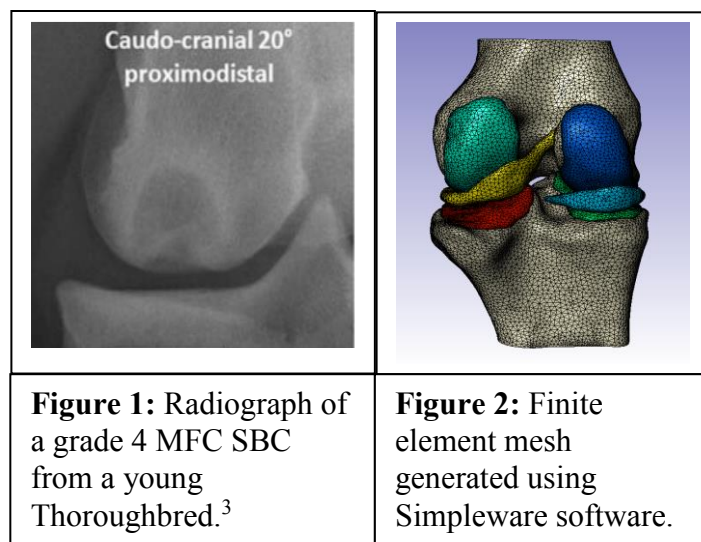 Caudo-cranial 20°
proximodistal
Figure 1: Radiograph of
a grade 4 MFC SBC
from a young
Thoroughbred.3
Figure 2: Finite
element mesh
generated using
Simpleware software.